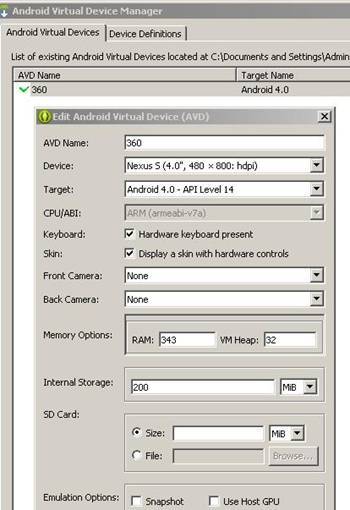 Android Virtual Device Manager
Android Virtual Devices Device Definitions
List of existing Android Virtual Devices located at C:\Documents and Settings\Admin
AVD Name Target Name
360 Android 4.0
Edit Android Virtual Device (AVD)
AVD Name: 360
Device: Nexus S (4.0", 480 × 800: hdpi)
Target: Android 4.0 - API Level 14
CPU/ABI: ARM (armeabi-v7a)
Keyboard: Hardware keyboard present
Skin: Display a skin with hardware controls
Front Camera: None
Back Camera: None
Memory Options: RAM: 343 VM Heap: 32
Internal Storage: 200 MiB
SD Card:
Size: MiB
File: Browse...
Emulation Options: Snapshot Use Host GPU